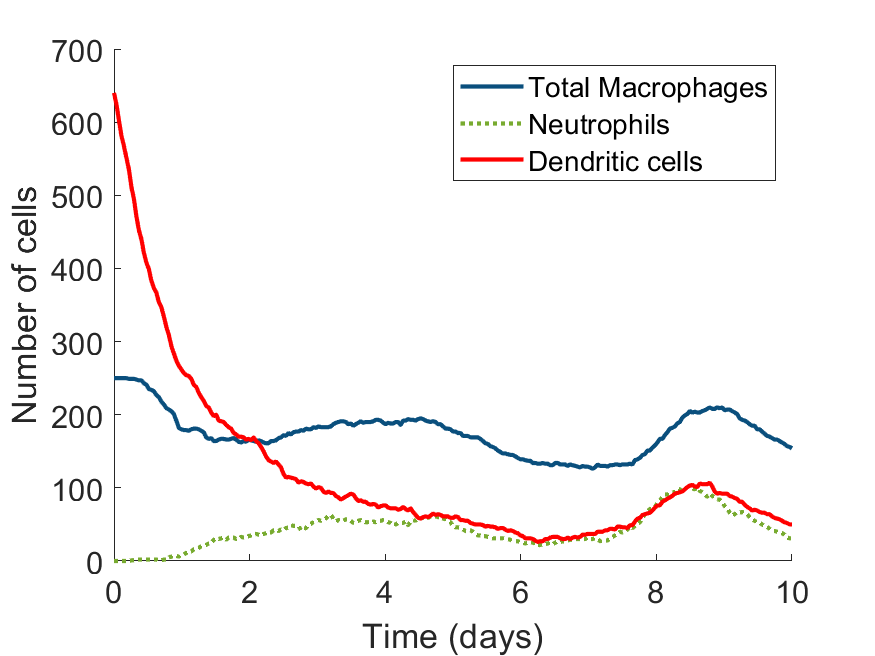 700
600
500
400
300
200
100
0
Number of cells
Total Macrophages
Neutrophils
Dendritic cells
0 2 4 6 8 10
Time (days)